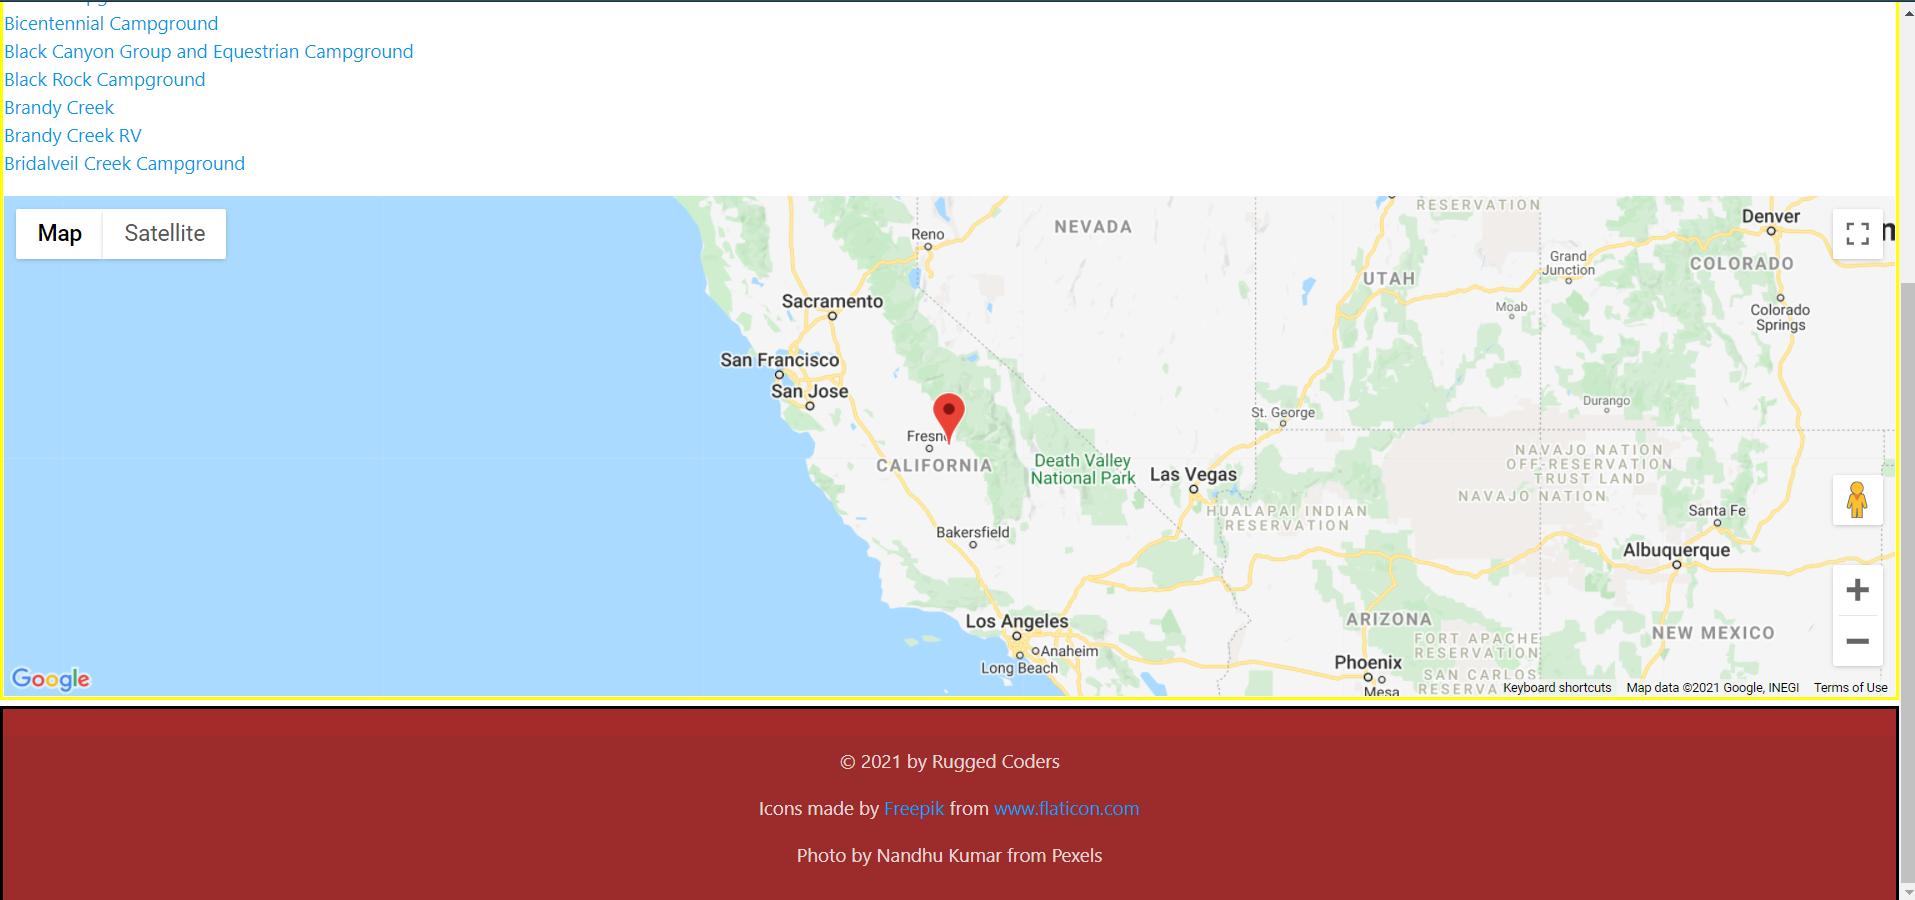 Bicentennial Campground
Black Canyon Group and Equestrian Campground
Black Rock Campground
Brandy Creek
Brandy Creek RV
Bridalveil Creek Campground
Map Satellite
RESERVATION
Denver
Reno
NEVADA
Grand
Junction
COLORADO
UTAH
Sacramento
Moab
Colorado
Springs
San Francisco
San Jose
Durango
St. George
Fresn
CALIFORNIA
Death Valley
National Park
Las Vegas
NAVAJO NATION
OFF-RESERVATION
TRUST LAND
NAVAJO NATION
HUALAPAI INDIAN
RESERVATION
Santa Fe
Bakersfield
Albuquerque
Los Angeles
Anaheim
Long Beach
ARIZONA
FORT APACHE
RESERVATION
NEW MEXICO
Phoenix
Mesa
SAN CARLOS
RESERVA
Google
Keyboard shortcuts Map data ©2021 Google, INEGI Terms of Use
© 2021 by Rugged Coders
Icons made by Freepik from www.flaticon.com
Photo by Nandhu Kumar from Pexels